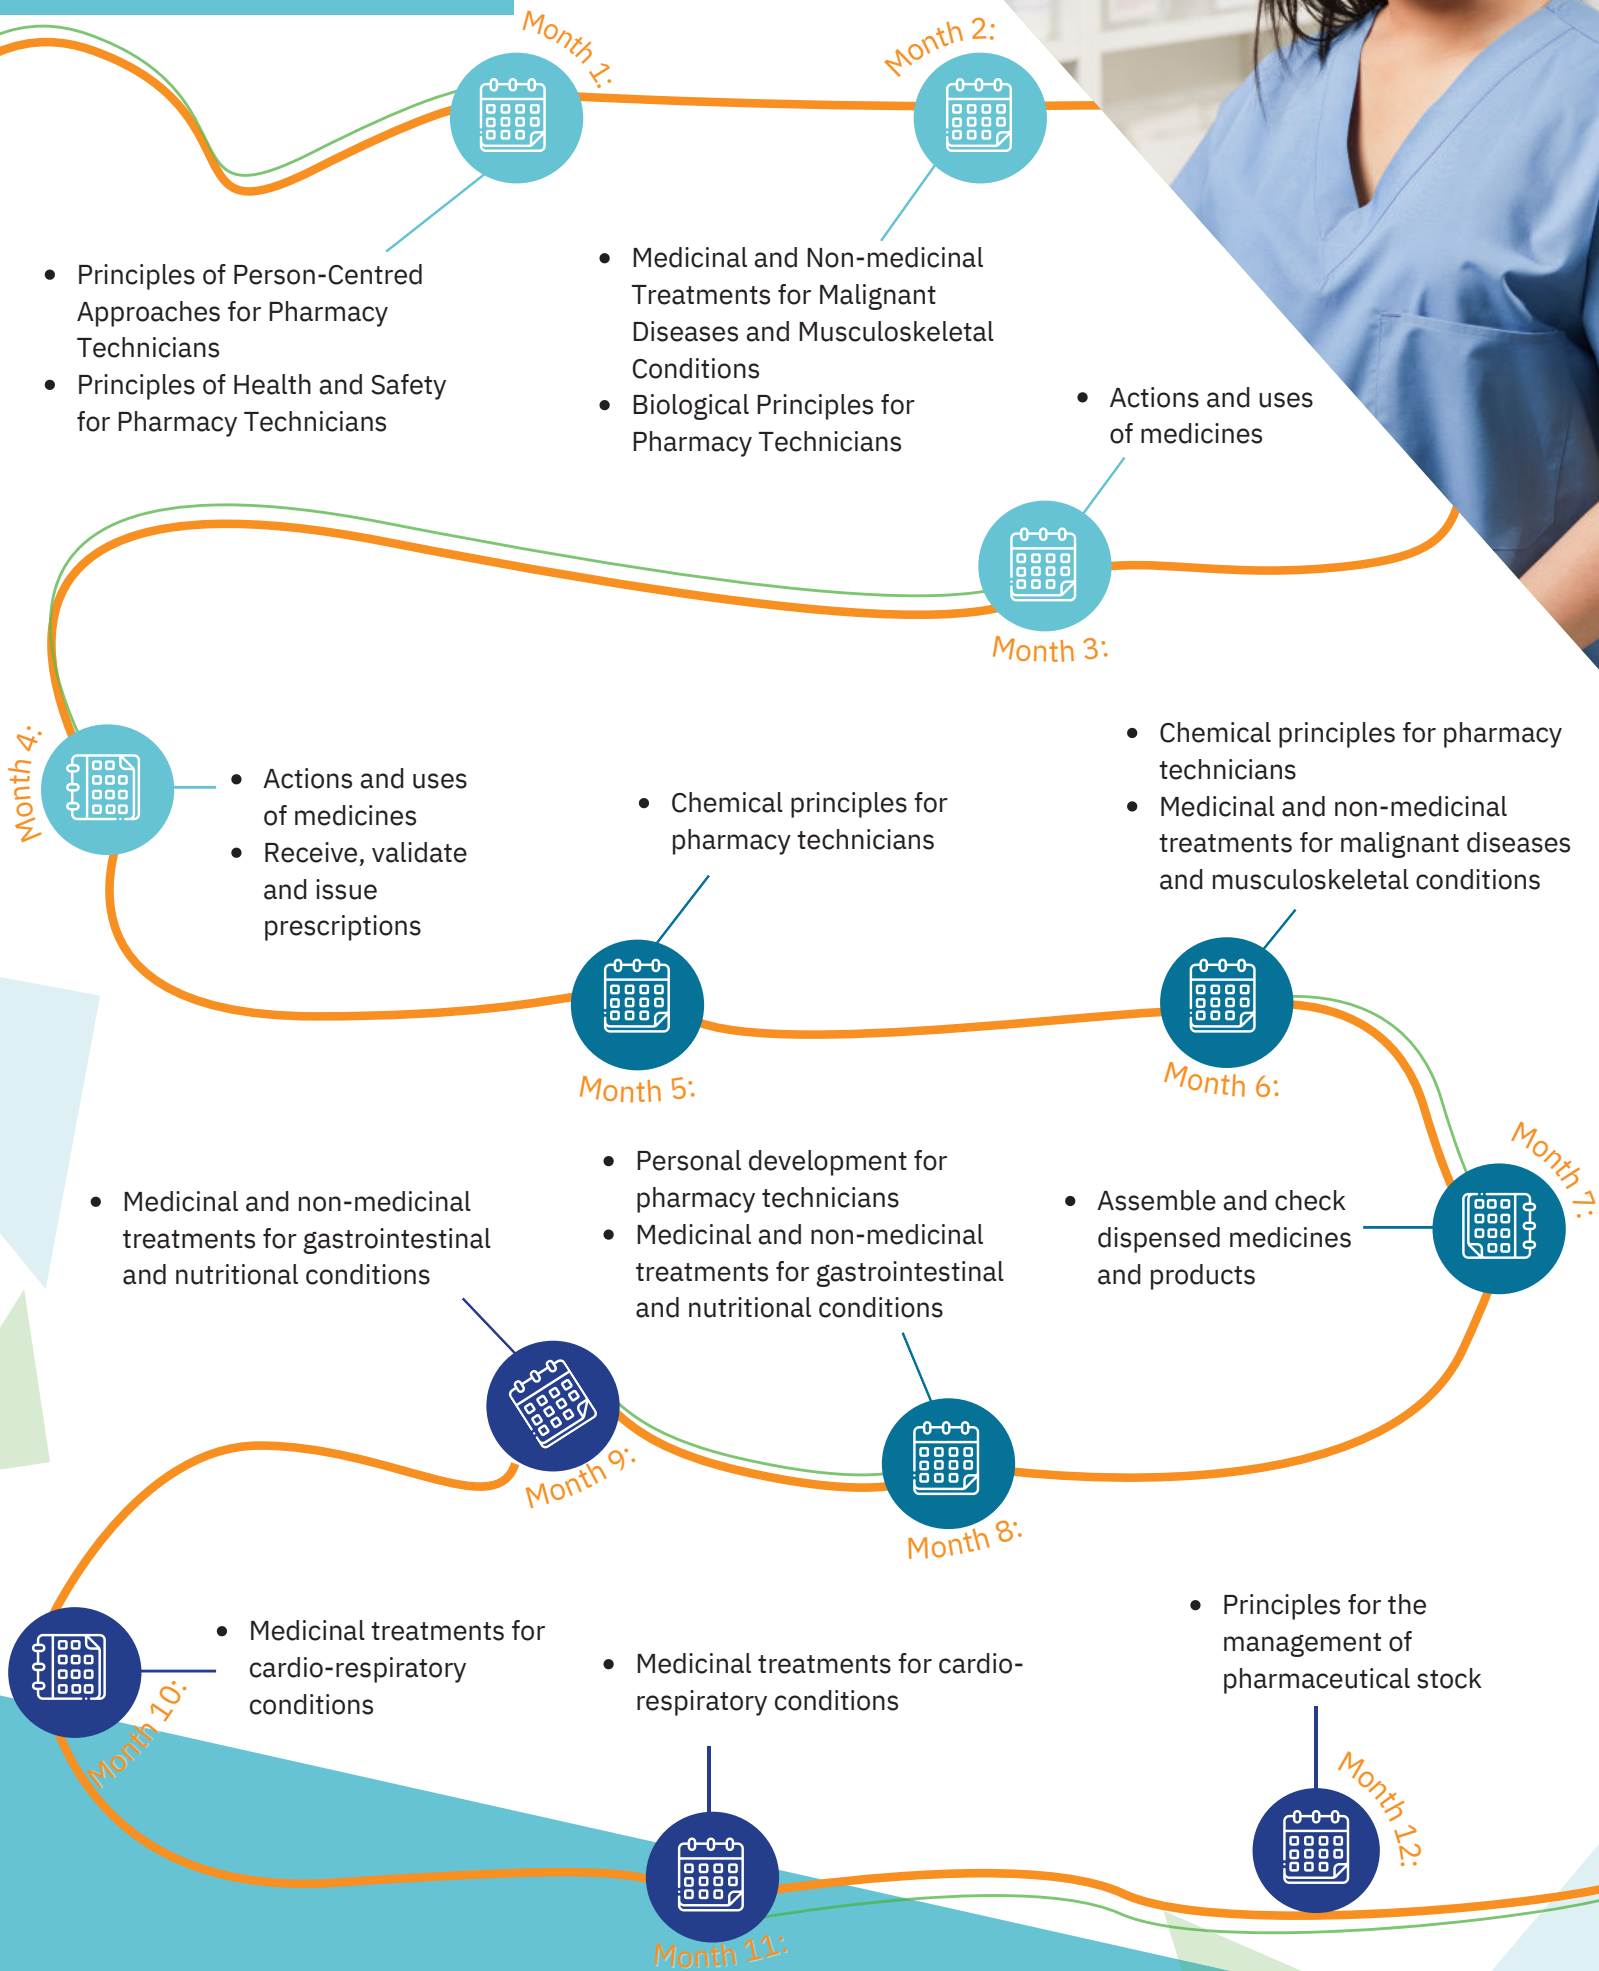 Month 1:
Month 2:
• Principles of Person-Centred
Approaches for Pharmacy
Technicians
• Principles of Health and Safety
for Pharmacy Technicians
• Medicinal and Non-medicinal
Treatments for Malignant
Diseases and Musculoskeletal
Conditions
• Biological Principles for
Pharmacy Technicians
• Actions and uses
of medicines
Month 3:
Month 4:
• Actions and uses
of medicines
• Receive, validate
and issue
prescriptions
• Chemical principles for
pharmacy technicians
Month 5:
• Chemical principles for pharmacy
technicians
• Medicinal and non-medicinal
treatments for malignant diseases
and musculoskeletal conditions
Month 6:
Month 7:
• Assemble and check
dispensed medicines
and products
• Personal development for
pharmacy technicians
• Medicinal and non-medicinal
treatments for gastrointestinal
and nutritional conditions
Month 8:
• Medicinal and non-medicinal
treatments for gastrointestinal
and nutritional conditions
Month 9:
• Medicinal treatments for
cardio-respiratory
conditions
Month 10:
• Medicinal treatments for cardio-
respiratory conditions
Month 11:
• Principles for the
management of
pharmaceutical stock
Month 12: